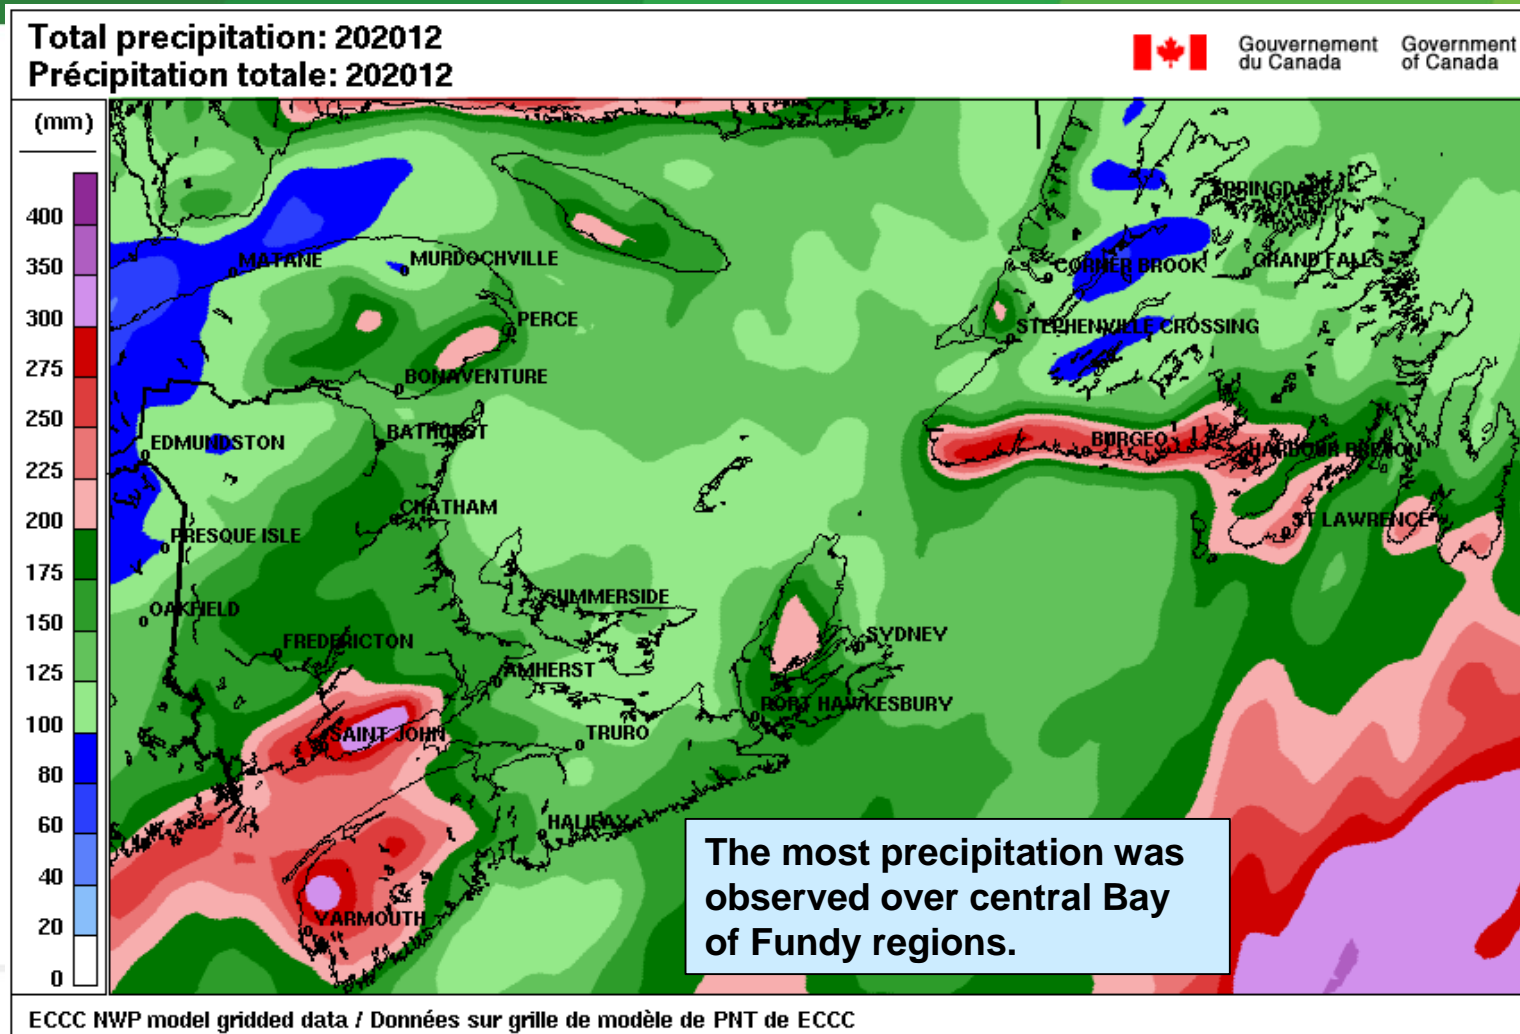 Total precipitation: 202012
Précipitation totale: 202012
Gouvernement du Canada
Government of Canada
(mm)
400
350
300
275
250
225
200
175
150
125
100
80
60
40
20
0
SPRINGDALE
MATANE
MURDOCHVILLE
CORNER BROOK
GRAND FALLS
PERCE
STEPHENVILLE CROSSING
BONAVENTURE
BATHURST
EDMUNDSTON
BURGEO
HARBOUR BRETON
CHATHAM
ST LAWRENCE
PRESQUE ISLE
OAKFIELD
SUMMERSIDE
FREDERICTON
SYDNEY
AMHERST
PORT HAWKESBURY
SAINT JOHN
TRURO
HALIFAX
YARMOUTH
The most precipitation was
observed over central Bay
of Fundy regions.
ECCC NWP model gridded data / Données sur grille de modèle de PNT de ECCC